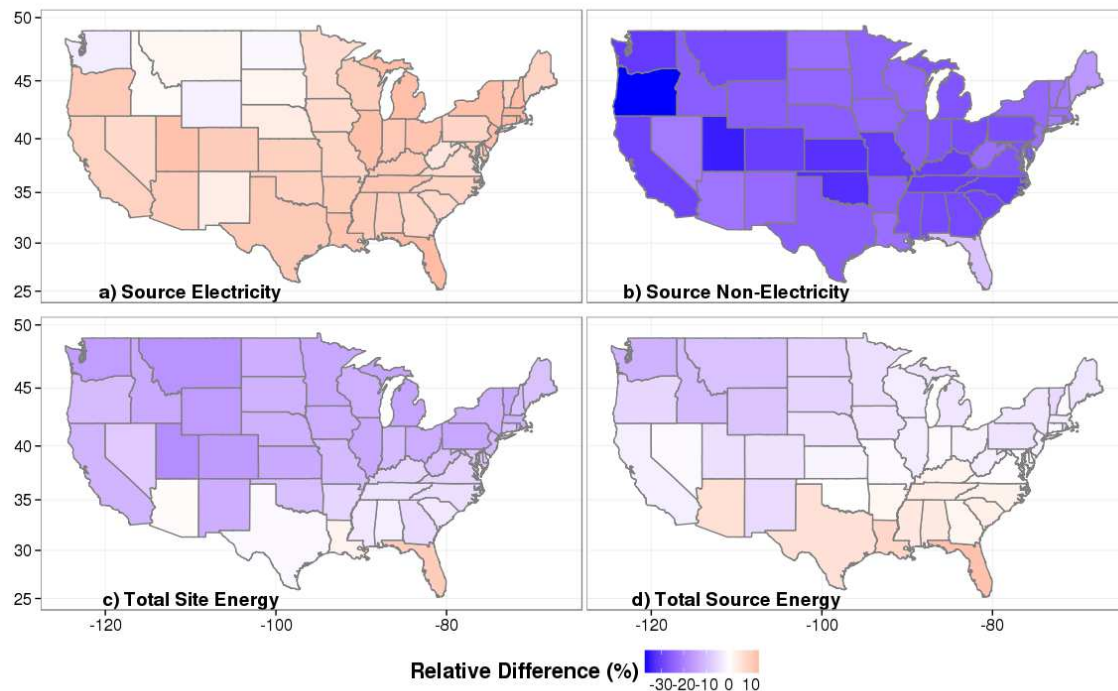 50
45
40
35
30
25
a) Source Electricity
b) Source Non-Electricity
50
45
40
35
30
25
c) Total Site Energy
d) Total Source Energy
-120 -100 -80 -120 -100 -80
Relative Difference (%)
-30 -20 -10 0 10